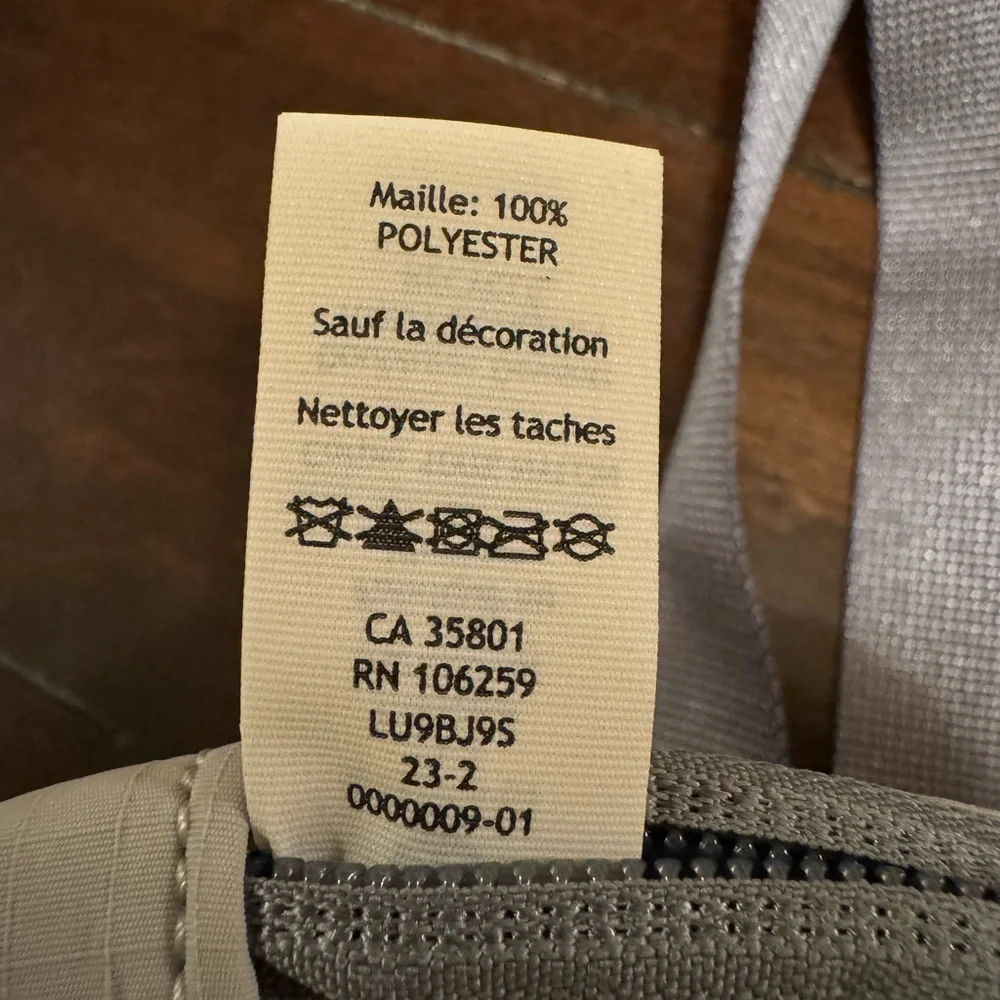 Maille: 100%
POLYESTER
Sauf la décoration
Nettoyer les taches
CA 35801
RN 106259
LU9BJ9S
23-2
0000009-01